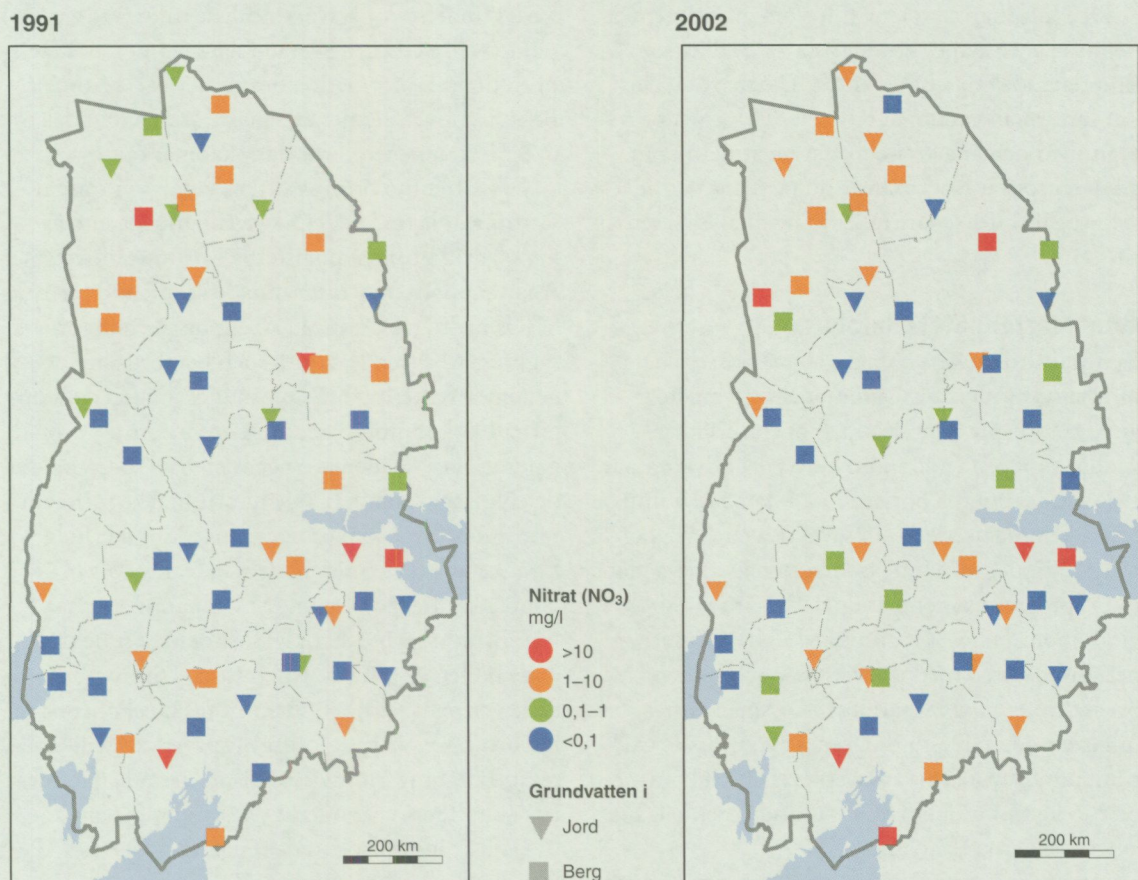 1991
2002
Nitrat (NO₃)
mg/l
>10
1–10
0,1–1
<0,1
Grundvatten i
Jord
Berg
200 km
200 km